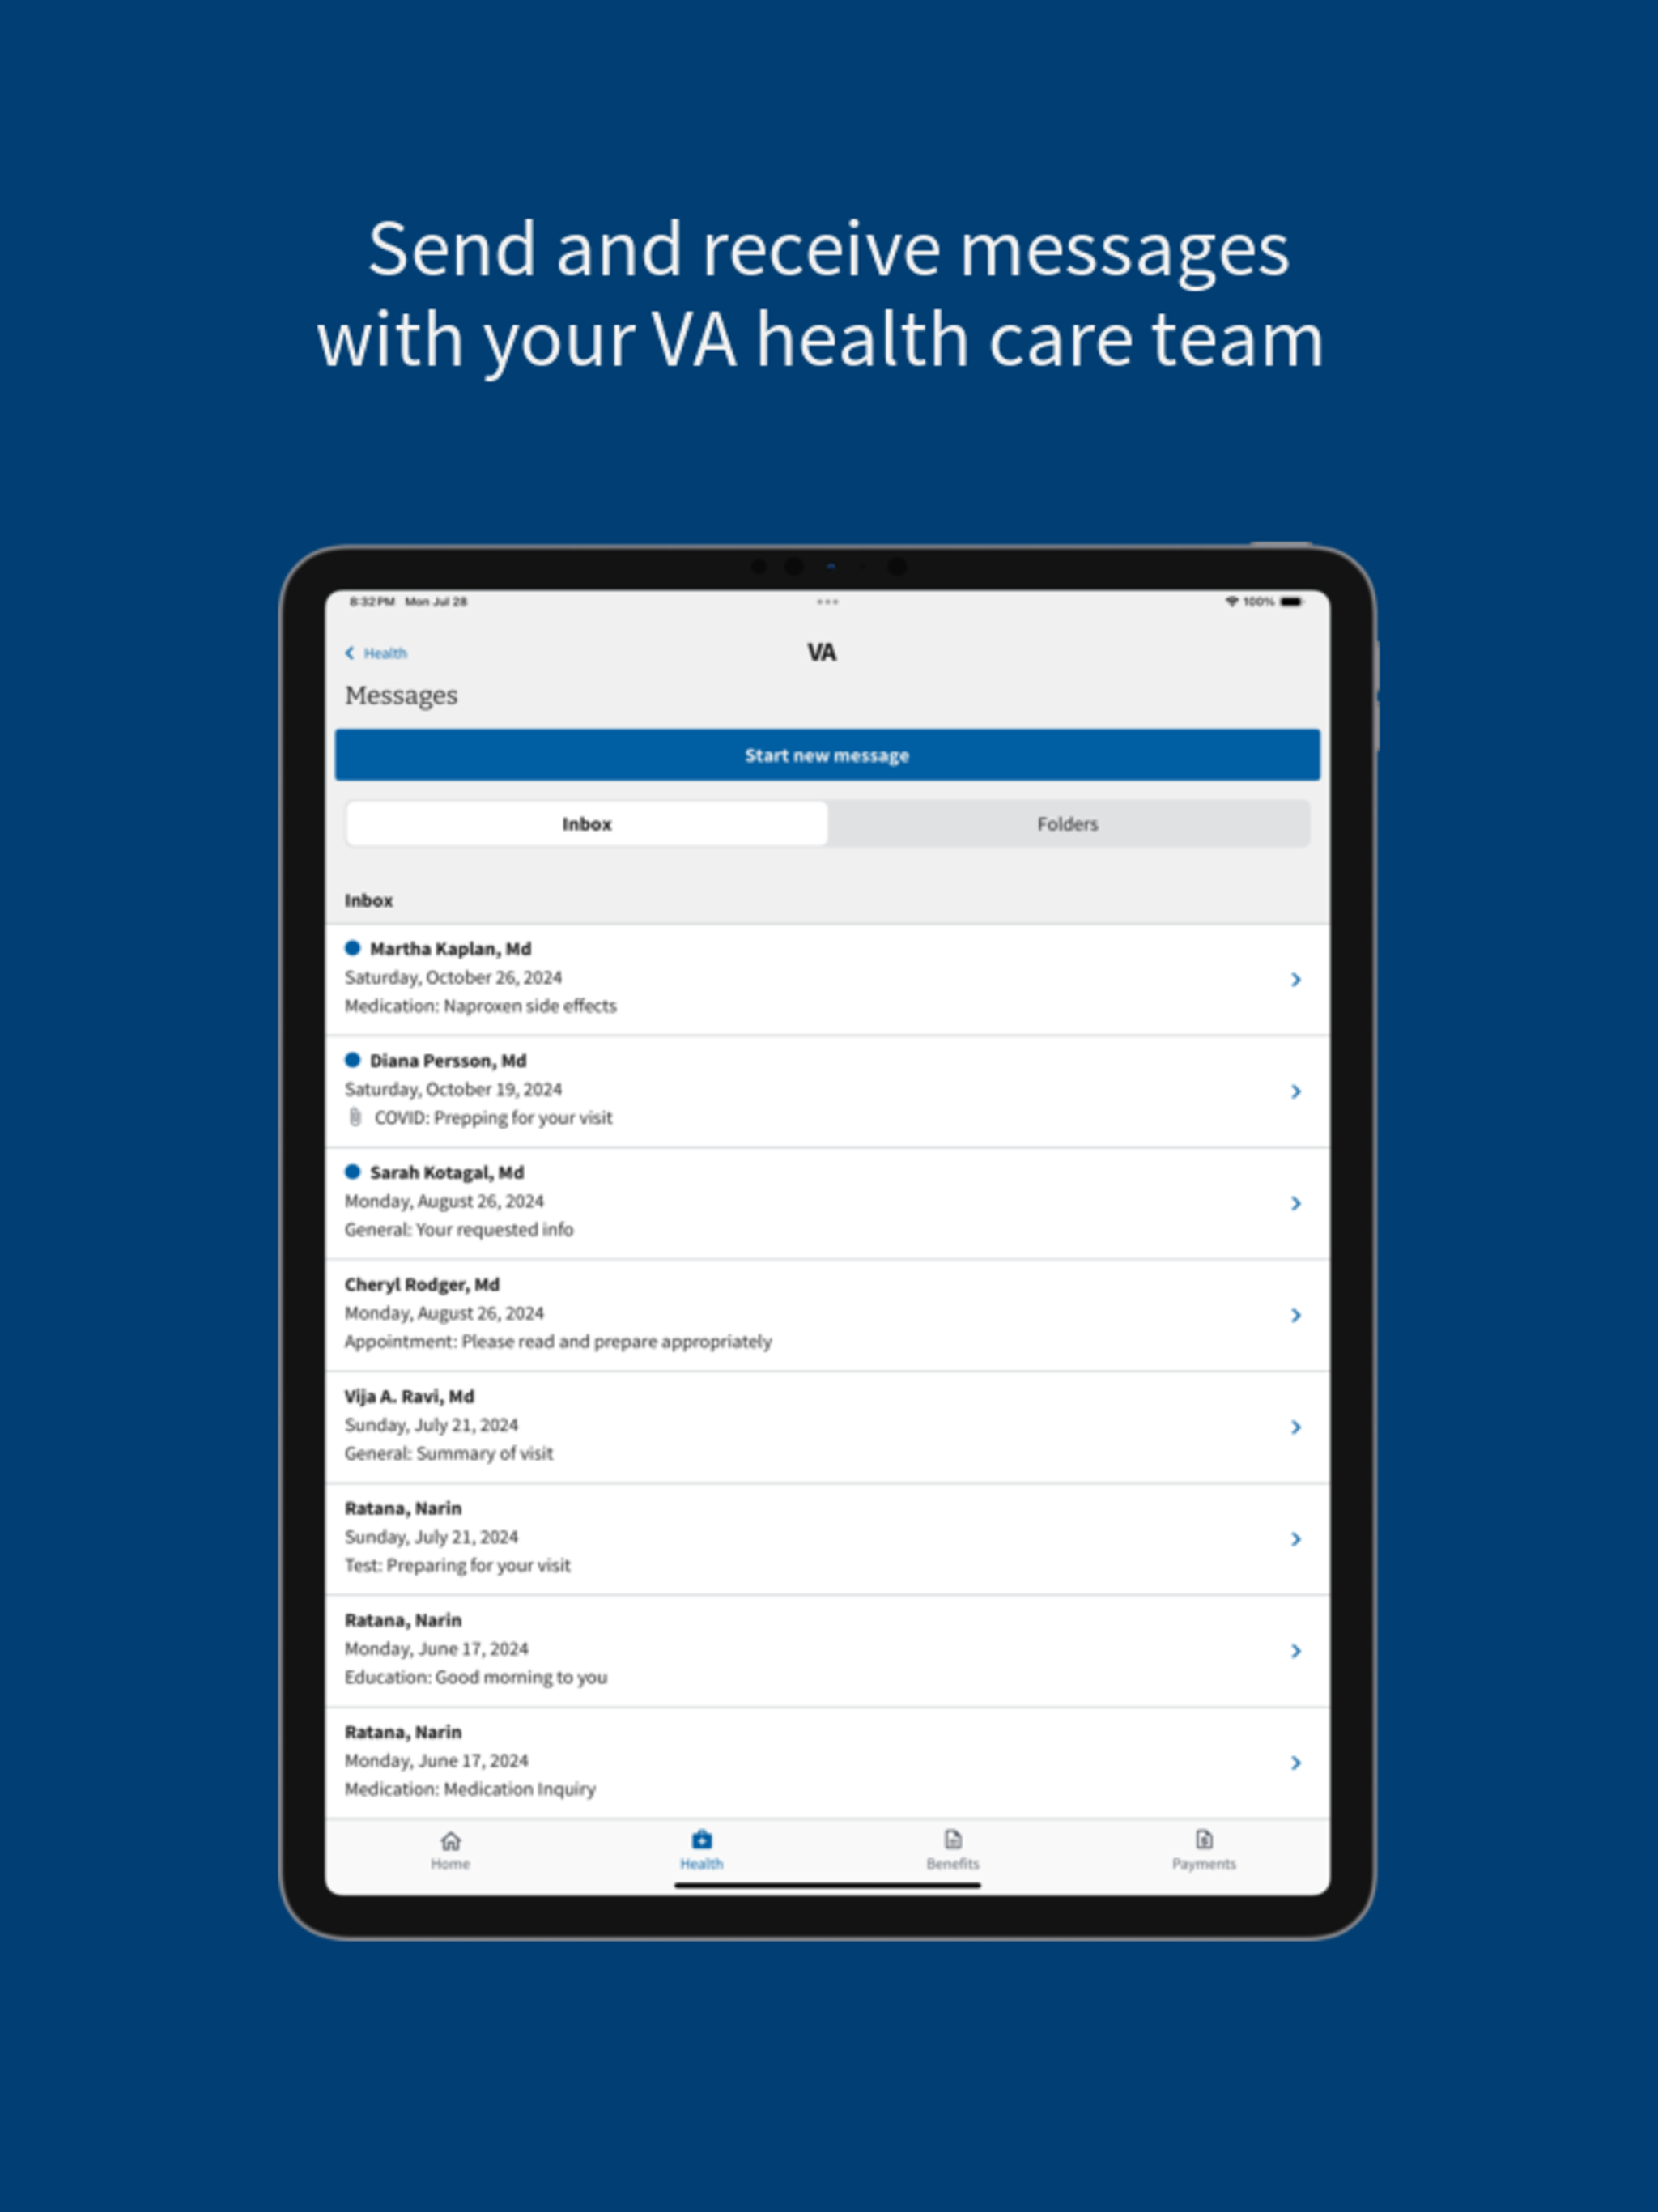 Send and receive messages
with your VA health care team
8:32 PM Mon Jul 28
100%
Health
VA
Messages
Start new message
Inbox
Folders
Inbox
Martha Kaplan, Md
Saturday, October 26, 2024
Medication: Naproxen side effects
Diana Persson, Md
Saturday, October 19, 2024
COVID: Prepping for your visit
Sarah Kotagal, Md
Monday, August 26, 2024
General: Your requested info
Cheryl Rodger, Md
Monday, August 26, 2024
Appointment: Please read and prepare appropriately
Vija A. Ravi, Md
Sunday, July 21, 2024
General: Summary of visit
Ratana, Narin
Sunday, July 21, 2024
Test: Preparing for your visit
Ratana, Narin
Monday, June 17, 2024
Education: Good morning to you
Ratana, Narin
Monday, June 17, 2024
Medication: Medication Inquiry
Home
Health
Benefits
Payments